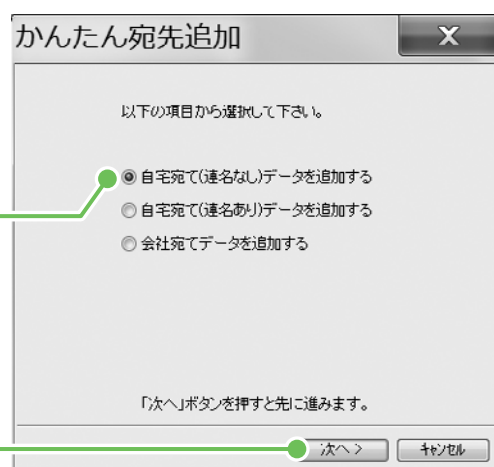 かんたん宛先追加
X
以下の項目から選択して下さい。
自宅宛て(連名なし)データを追加する
自宅宛て(連名あり)データを追加する
会社宛てデータを追加する
「次へ」ボタンを押すと先に進みます。
次へ >
キャンセル